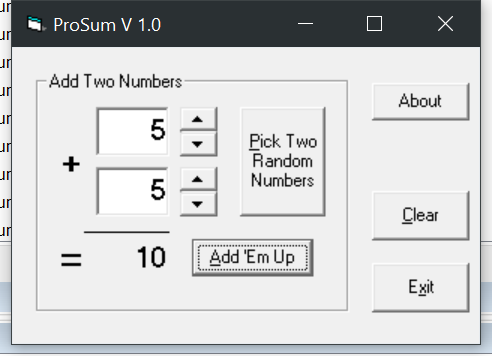 ProSum V 1.0
Add Two Numbers
5
+
5
= 10
Pick Two
Random
Numbers
Add 'Em Up
About
Clear
Exit